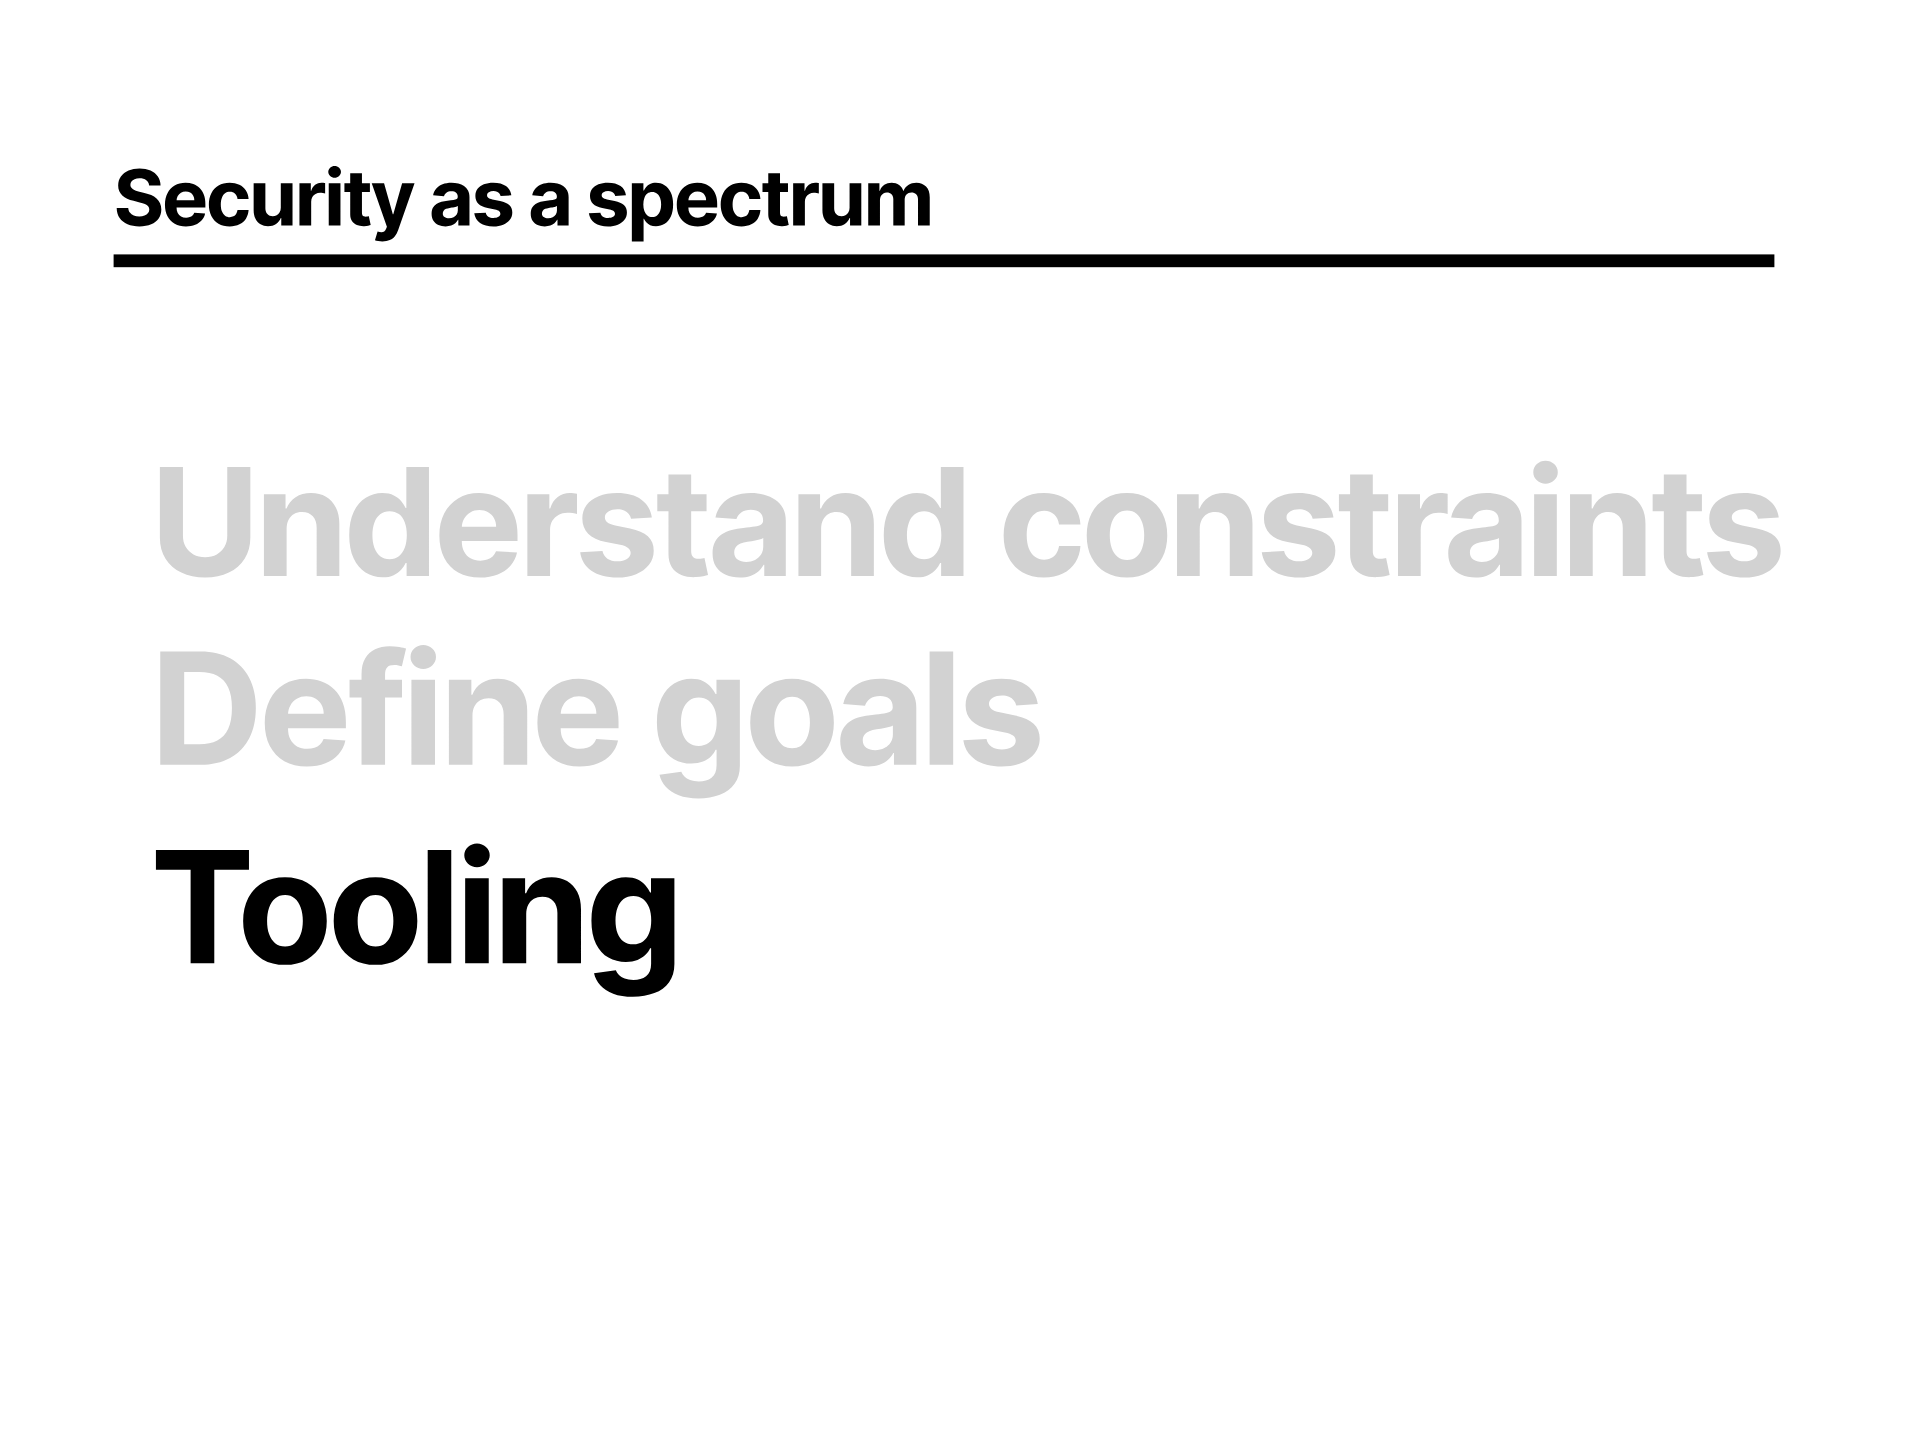 Security as a spectrum
Understand constraints
Define goals
Tooling